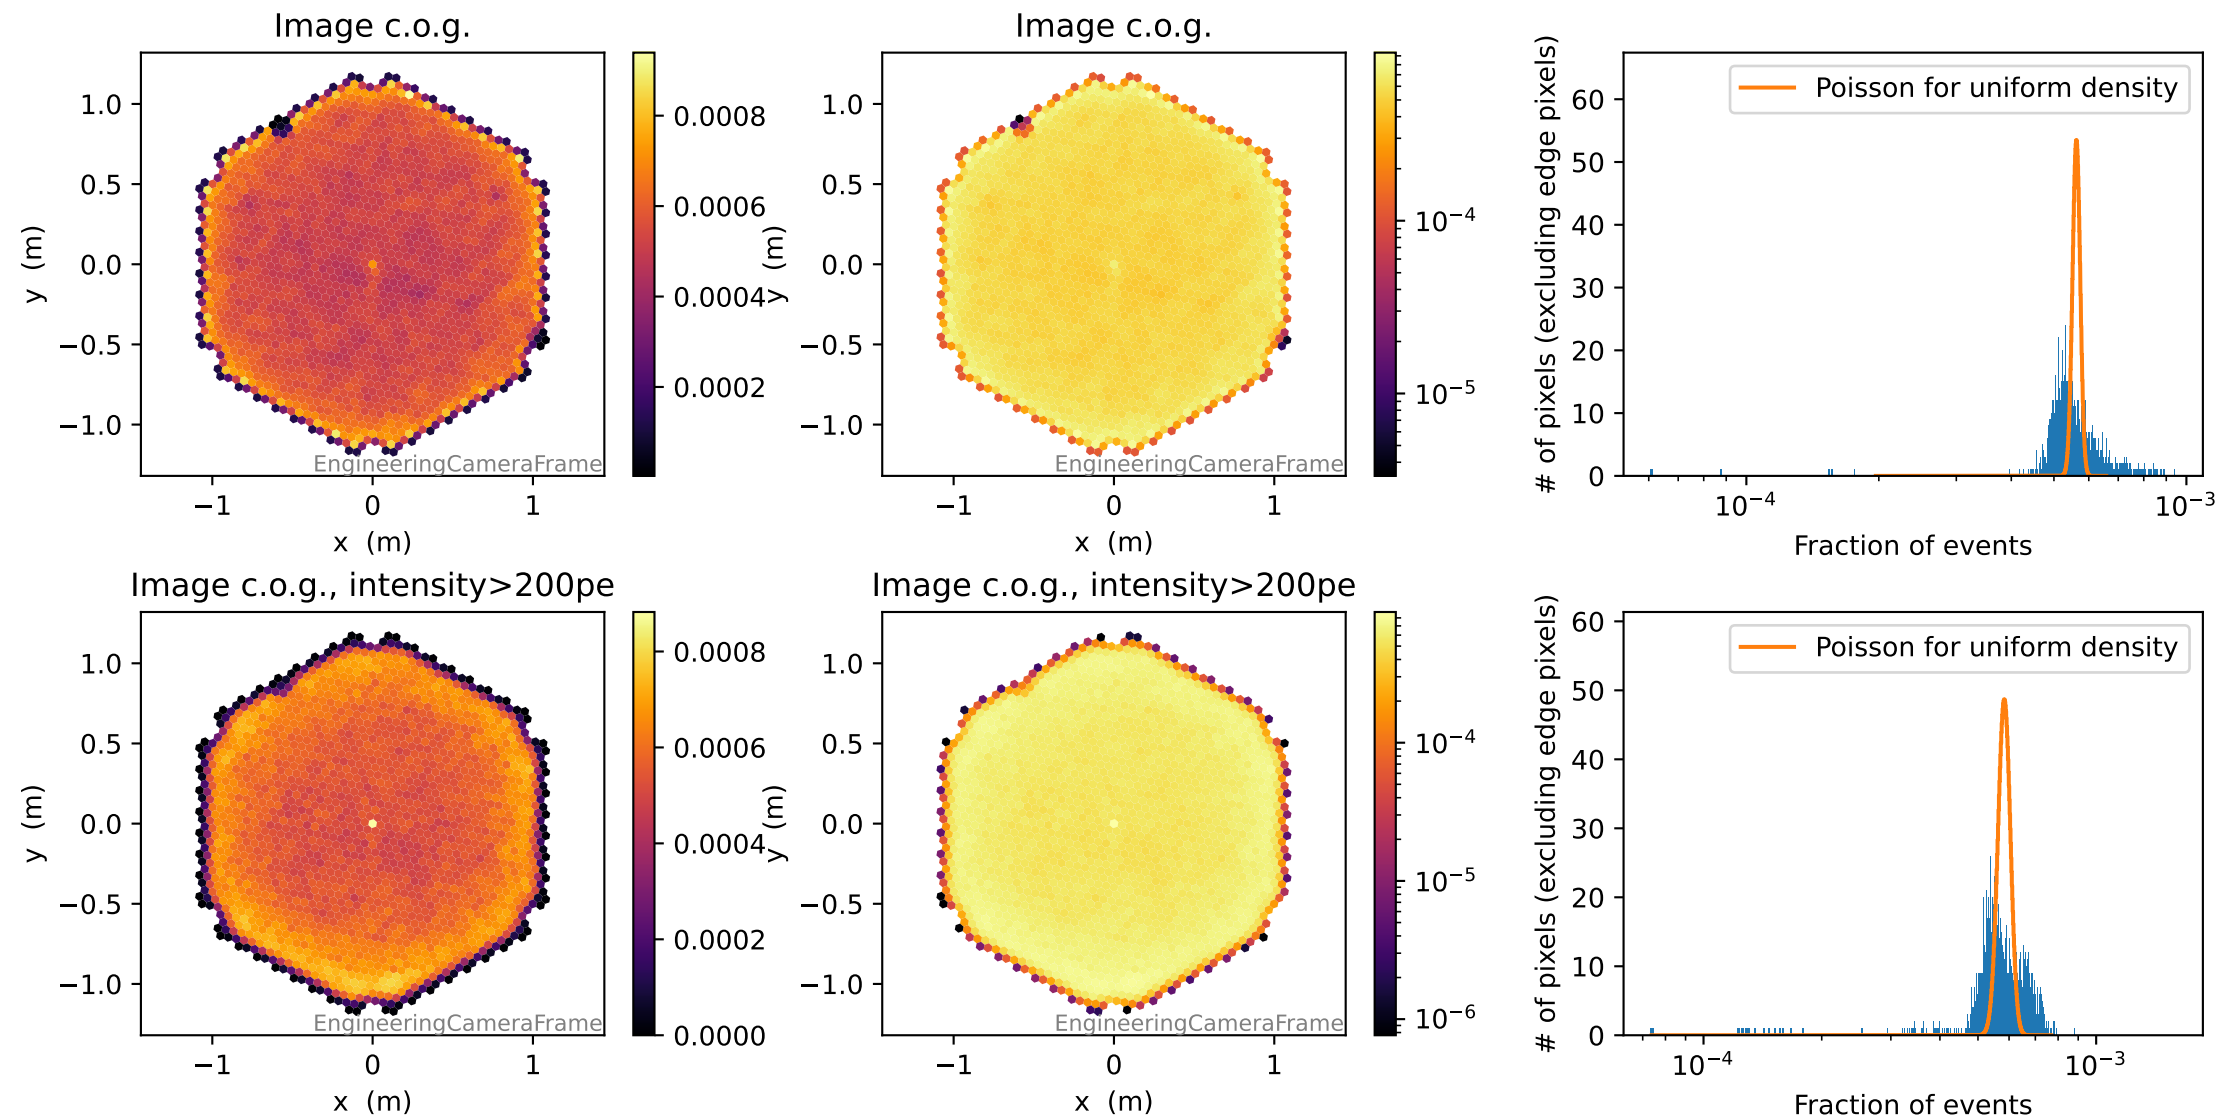 Image c.o.g.
1.0
0.5
0.0
−0.5
−1.0
y (m)
−1 0 1
x (m)
EngineeringCameraFrame
0.0008
0.0006
0.0004
0.0002
Image c.o.g.
1.0
0.5
0.0
−0.5
−1.0
y (m)
−1 0 1
x (m)
EngineeringCameraFrame
10⁻⁴
10⁻⁵
Poisson for uniform density
# of pixels (excluding edge pixels)
60
50
40
30
20
10
0
10⁻⁴ 10⁻³
Fraction of events
Image c.o.g., intensity>200pe
1.0
0.5
0.0
−0.5
−1.0
y (m)
−1 0 1
x (m)
EngineeringCameraFrame
0.0008
0.0006
0.0004
0.0002
0.0000
Image c.o.g., intensity>200pe
1.0
0.5
0.0
−0.5
−1.0
y (m)
−1 0 1
x (m)
EngineeringCameraFrame
10⁻⁴
10⁻⁵
10⁻⁶
Poisson for uniform density
# of pixels (excluding edge pixels)
60
50
40
30
20
10
0
10⁻⁴ 10⁻³
Fraction of events